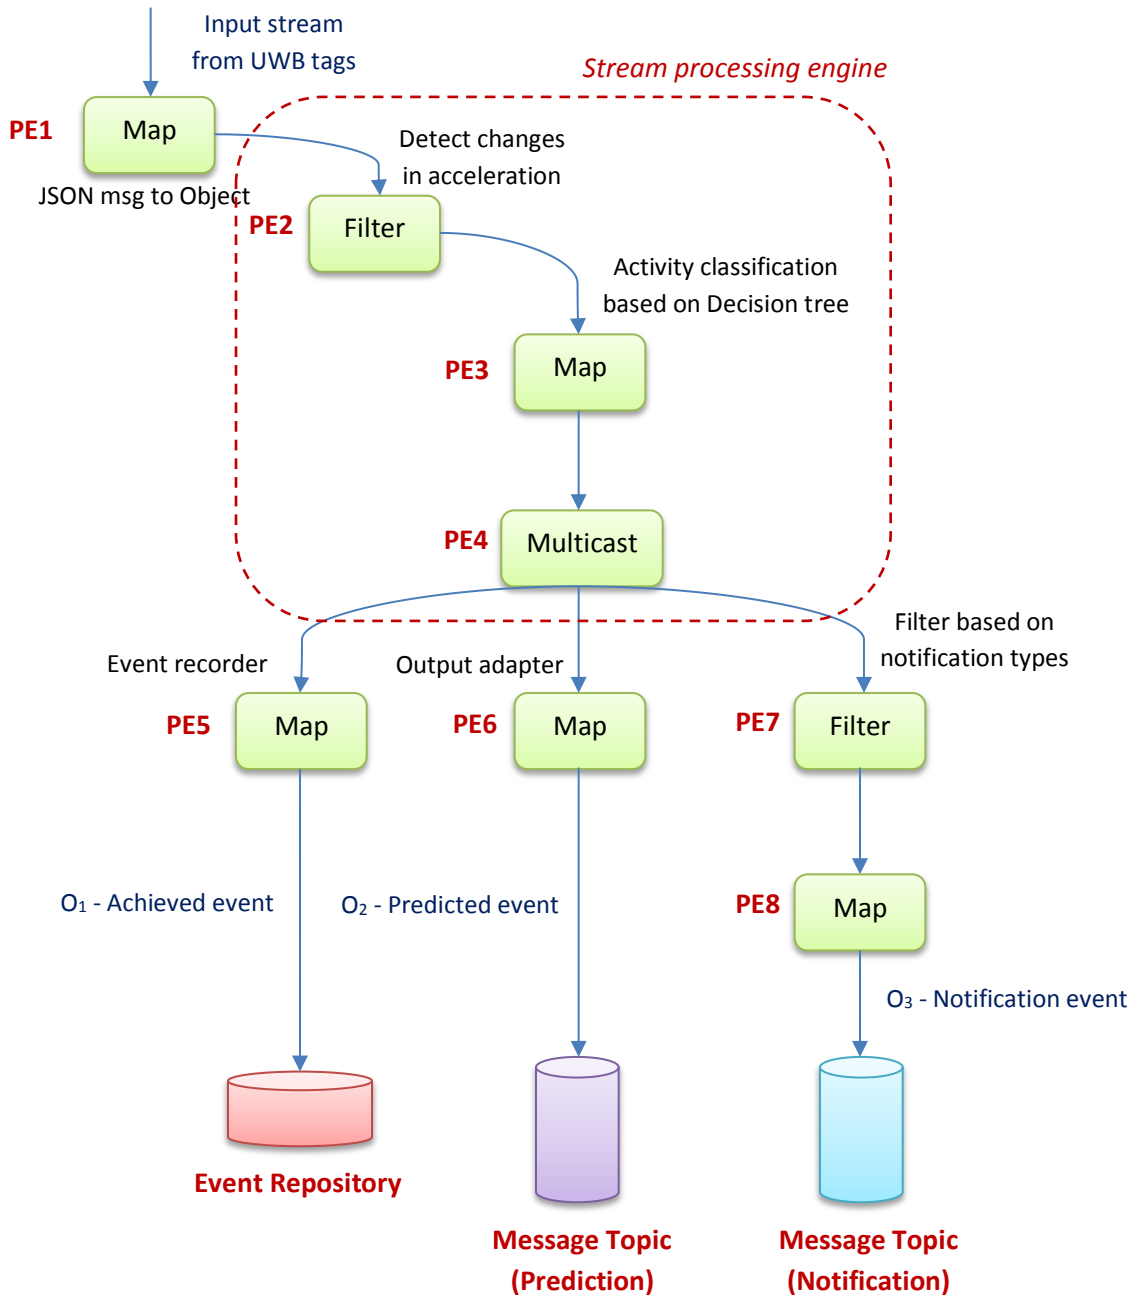 Input stream
from UWB tags
Stream processing engine
PE1
Map
JSON msg to Object
Detect changes
in acceleration
PE2
Filter
Activity classification
based on Decision tree
PE3
Map
PE4
Multicast
Event recorder
Output adapter
Filter based on
notification types
PE5
Map
PE6
Map
PE7
Filter
O1 - Achieved event
O2 - Predicted event
PE8
Map
O3 - Notification event
Event Repository
Message Topic
(Prediction)
Message Topic
(Notification)